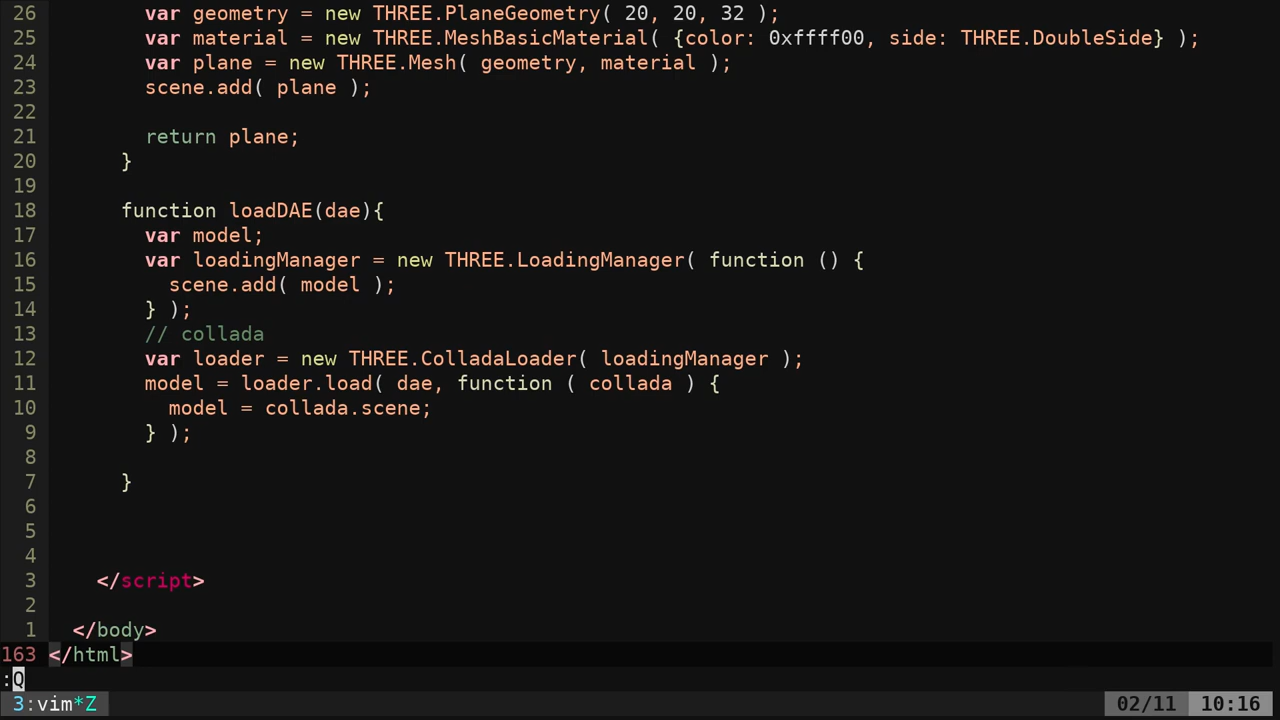 26         var geometry = new THREE.PlaneGeometry( 20, 20, 32 );
25         var material = new THREE.MeshBasicMaterial( {color: 0xffff00, side: THREE.DoubleSide} );
24         var plane = new THREE.Mesh( geometry, material );
23         scene.add( plane );
22
21         return plane;
20       }
19
18       function loadDAE(dae){
17         var model;
16         var loadingManager = new THREE.LoadingManager( function () {
15           scene.add( model );
14         } );
13         // collada
12         var loader = new THREE.ColladaLoader( loadingManager );
11         model = loader.load( dae, function ( collada ) {
10           model = collada.scene;
9         } );
8
7       }
6
5
4
3     </script>
2
1   </body>
163 </html>
:Q
3:vim*Z 02/11 10:16